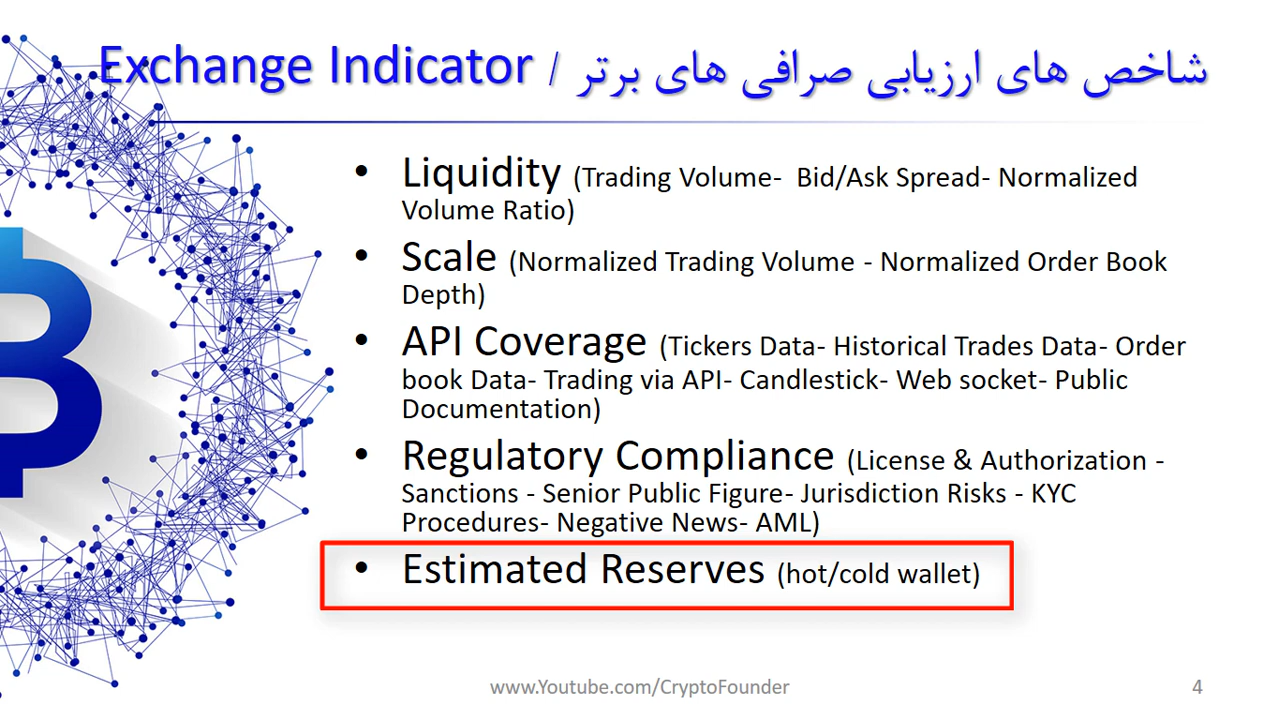 شاخص های ارزیابی صرافی های برتر / Exchange Indicator
• Liquidity (Trading Volume- Bid/Ask Spread- Normalized
Volume Ratio)
• Scale (Normalized Trading Volume - Normalized Order Book
Depth)
• API Coverage (Tickers Data- Historical Trades Data- Order
book Data- Trading via API- Candlestick- Web socket- Public
Documentation)
• Regulatory Compliance (License & Authorization -
Sanctions - Senior Public Figure- Jurisdiction Risks - KYC
Procedures- Negative News- AML)
• Estimated Reserves (hot/cold wallet)
www.Youtube.com/CryptoFounder
4